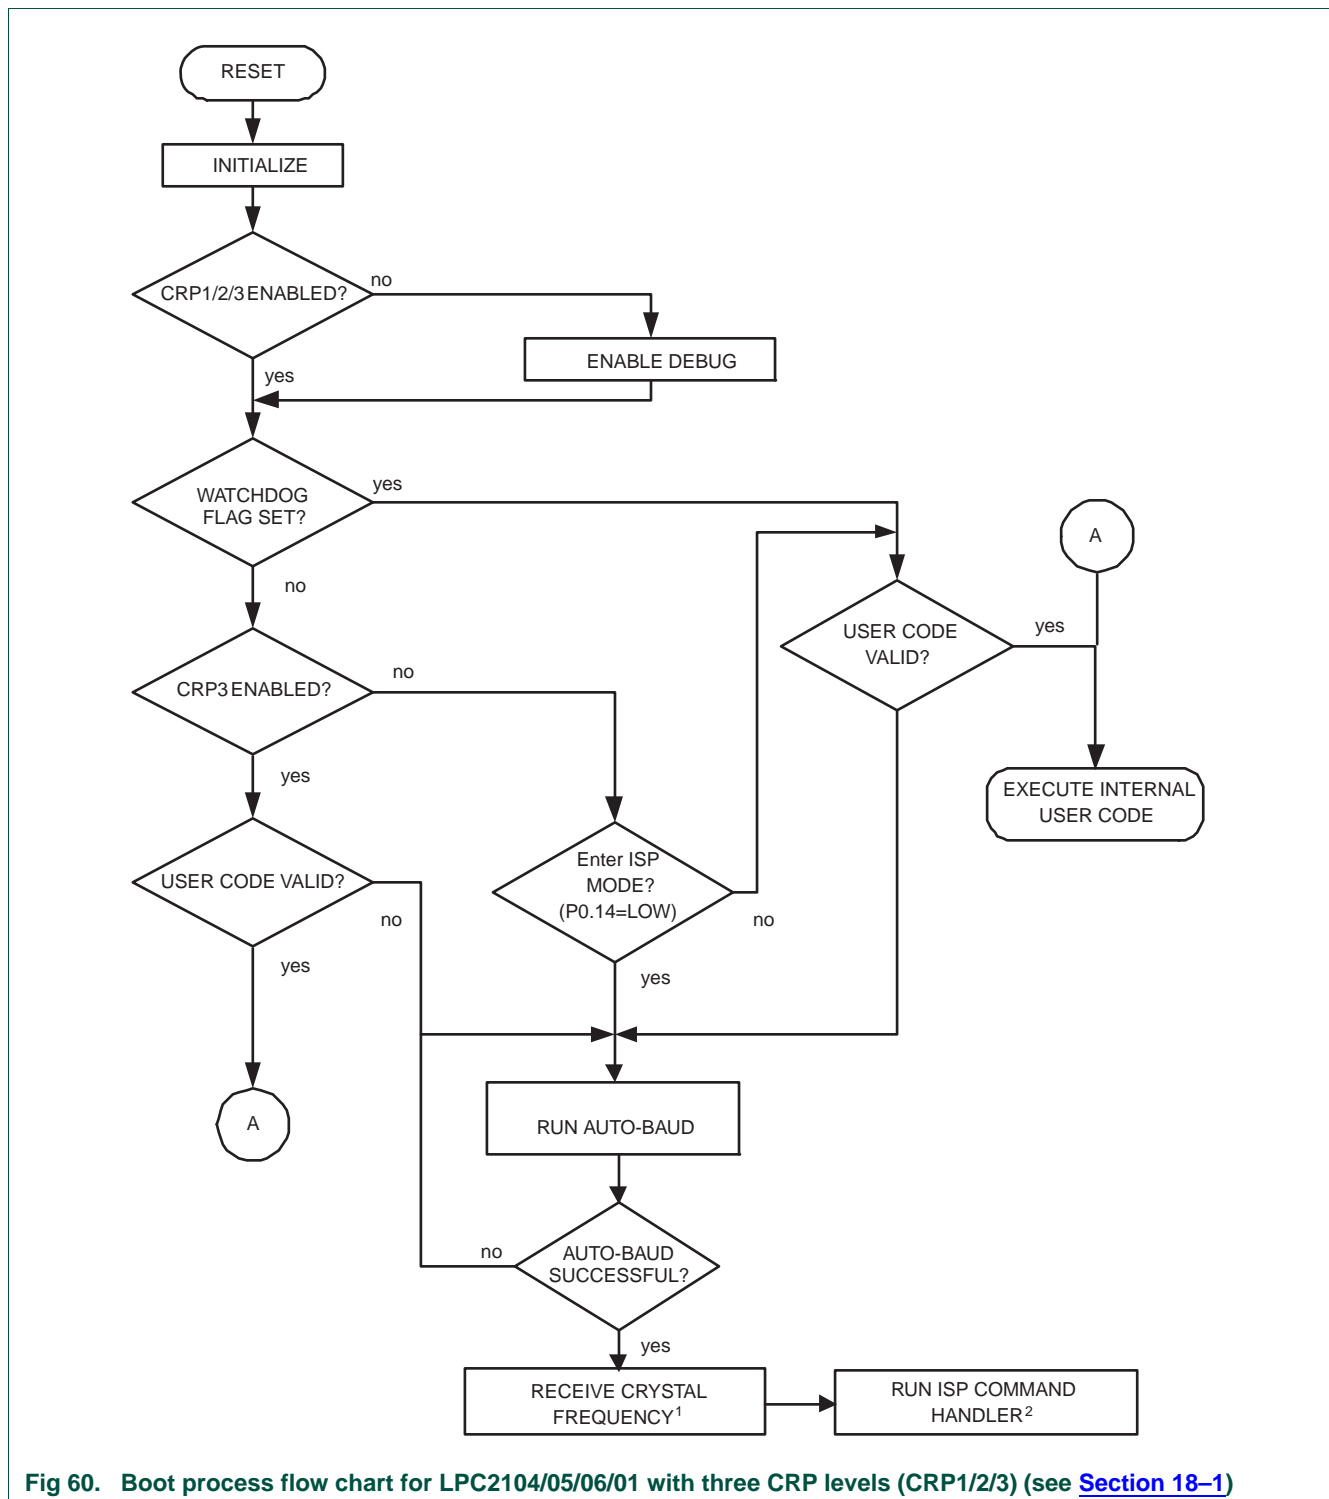 RESET
INITIALIZE
CRP1/2/3 ENABLED?
no
ENABLE DEBUG
yes
WATCHDOG
FLAG SET?
yes
no
A
USER CODE
VALID?
yes
CRP3 ENABLED?
no
yes
EXECUTE INTERNAL
USER CODE
USER CODE VALID?
no
yes
Enter ISP
MODE?
(P0.14=LOW)
no
yes
A
RUN AUTO-BAUD
AUTO-BAUD
SUCCESSFUL?
no
yes
RECEIVE CRYSTAL
FREQUENCY1
RUN ISP COMMAND
HANDLER2
Fig 60. Boot process flow chart for LPC2104/05/06/01 with three CRP levels (CRP1/2/3) (see Section 18–1)